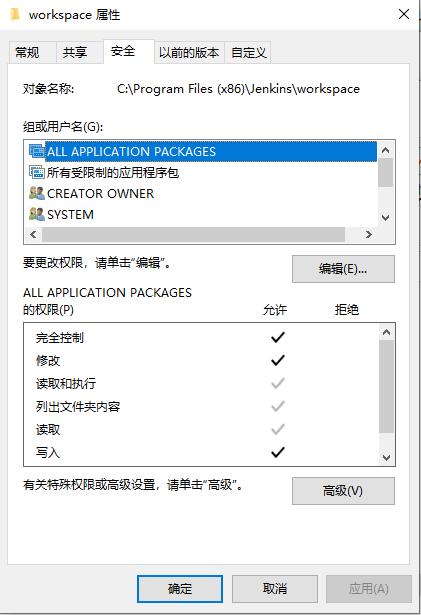 workspace 属性
常规 共享 安全 以前的版本 自定义
对象名称: C:\Program Files (x86)\Jenkins\workspace
组或用户名(G):
ALL APPLICATION PACKAGES
所有受限制的应用程序包
CREATOR OWNER
SYSTEM
要更改权限，请单击“编辑”。
编辑(E)...
ALL APPLICATION PACKAGES
的权限(P) 允许 拒绝
完全控制
修改
读取和执行
列出文件夹内容
读取
写入
有关特殊权限或高级设置，请单击“高级”。
高级(V)
确定 取消 应用(A)